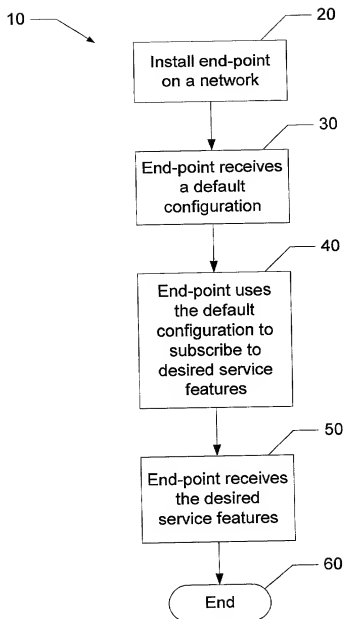 10
20
Install end-point
on a network
30
End-point receives
a default
configuration
40
End-point uses
the default
configuration to
subscribe to
desired service
features
50
End-point receives
the desired
service features
60
End